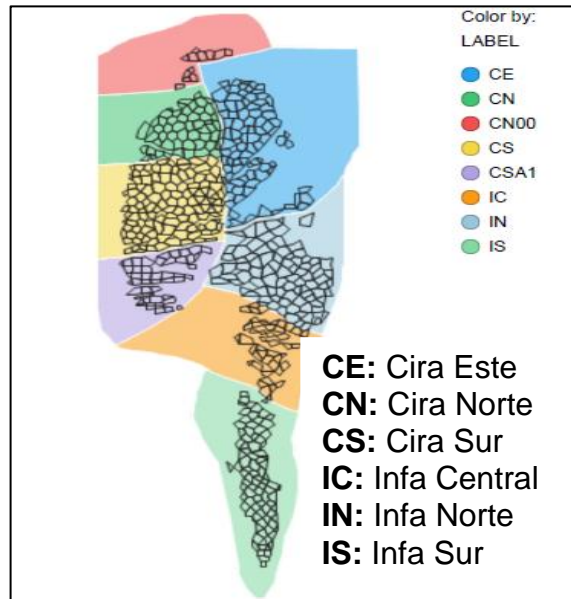 Color by:
LABEL
CE
CN
CN00
CS
CSA1
IC
IN
IS
CE: Cira Este
CN: Cira Norte
CS: Cira Sur
IC: Infa Central
IN: Infa Norte
IS: Infa Sur